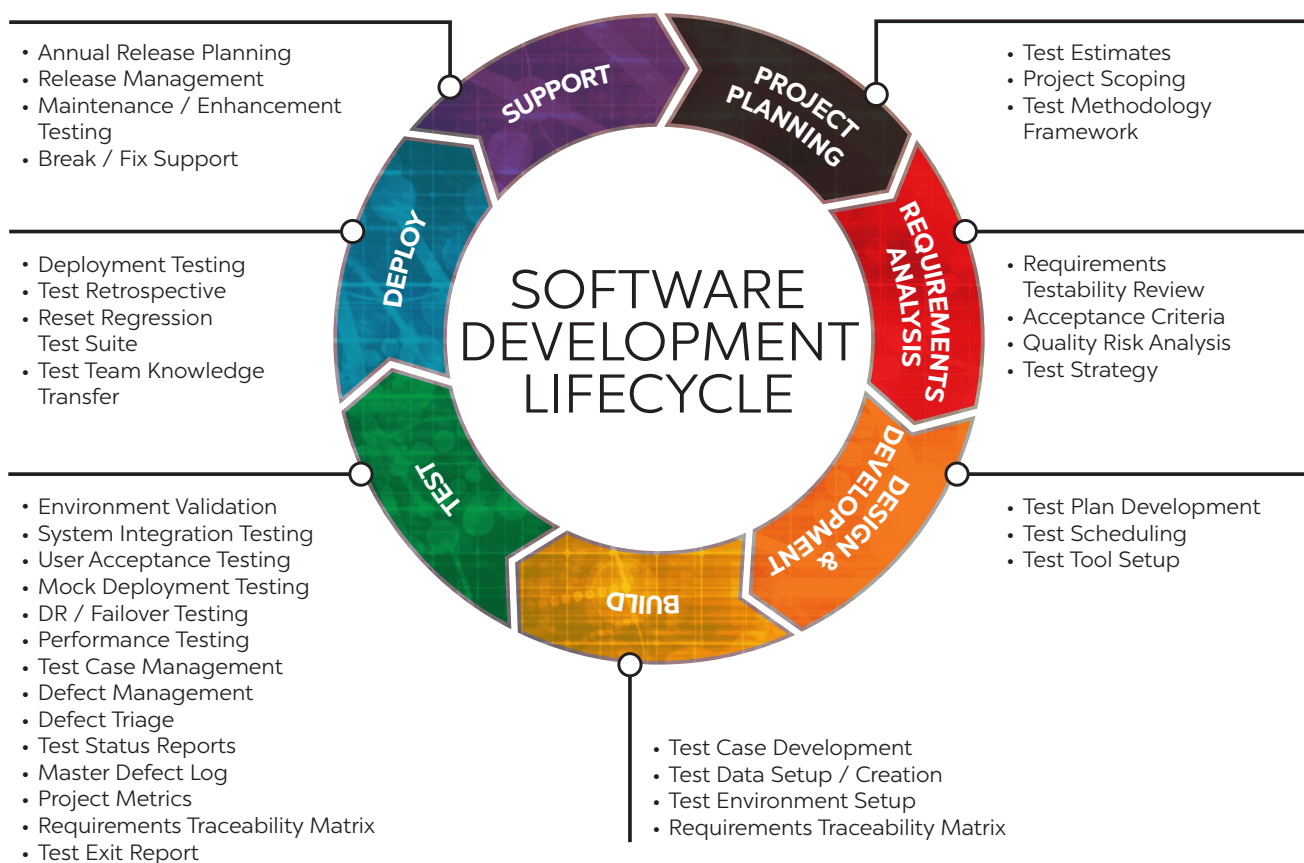 SOFTWARE
DEVELOPMENT
LIFECYCLE
PROJECT
PLANNING
• Test Estimates
• Project Scoping
• Test Methodology
Framework
REQUIREMENTS
ANALYSIS
• Requirements
Testability Review
• Acceptance Criteria
• Quality Risk Analysis
• Test Strategy
DESIGN &
DEVELOPMENT
• Test Plan Development
• Test Scheduling
• Test Tool Setup
BUILD
• Test Case Development
• Test Data Setup / Creation
• Test Environment Setup
• Requirements Traceability Matrix
TEST
• Environment Validation
• System Integration Testing
• User Acceptance Testing
• Mock Deployment Testing
• DR / Failover Testing
• Performance Testing
• Test Case Management
• Defect Management
• Defect Triage
• Test Status Reports
• Master Defect Log
• Project Metrics
• Requirements Traceability Matrix
• Test Exit Report
DEPLOY
• Deployment Testing
• Test Retrospective
• Reset Regression
Test Suite
• Test Team Knowledge
Transfer
SUPPORT
• Annual Release Planning
• Release Management
• Maintenance / Enhancement
Testing
• Break / Fix Support